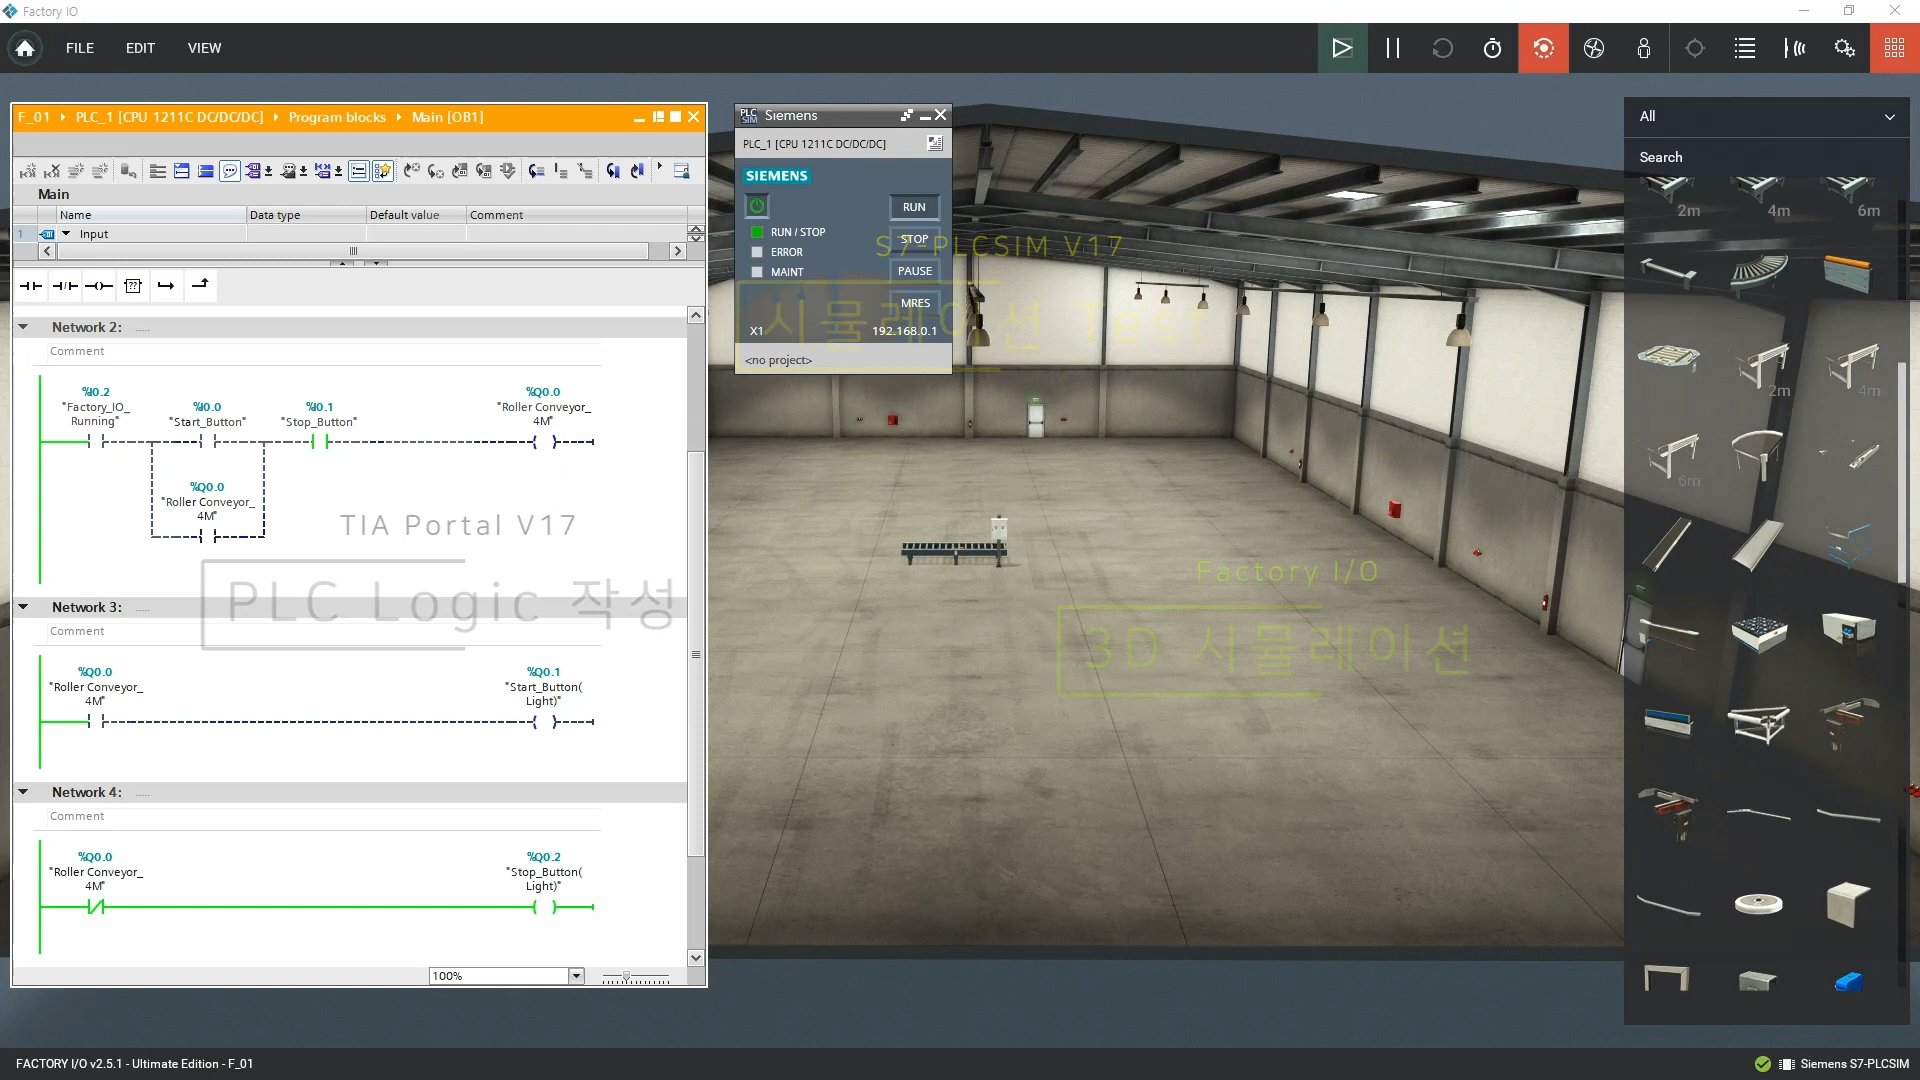 Factory IO
FILE EDIT VIEW
F_01 PLC_1 [CPU 1211C DC/DC/DC] Program blocks Main [OB1]
Main
Name Data type Default value Comment
1 Input
Network 2: .....
Comment
%I0.2
"Factory_IO_
Running"
%I0.0
"Start_Button"
%I0.1
"Stop_Button"
%Q0.0
"Roller Conveyor_
4M"
%Q0.0
"Roller Conveyor_
4M"
TIA Portal V17
PLC Logic 작성
Network 3: .....
Comment
%Q0.0
"Roller Conveyor_
4M"
%Q0.1
"Start_Button(
Light)"
Network 4: .....
Comment
%Q0.0
"Roller Conveyor_
4M"
%Q0.2
"Stop_Button(
Light)"
100%
PLC
SIM
Siemens
PLC_1 [CPU 1211C DC/DC/DC]
SIEMENS
RUN
RUN / STOP
STOP
ERROR
MAINT
PAUSE
MRES
X1 192.168.0.1
<no project>
S7-PLCSIM V17
시뮬레이션 Test
Factory I/O
3D 시뮬레이션
All
Search
2m 4m 6m
2m 4m
6m
FACTORY I/O v2.5.1 - Ultimate Edition - F_01
Siemens S7-PLCSIM